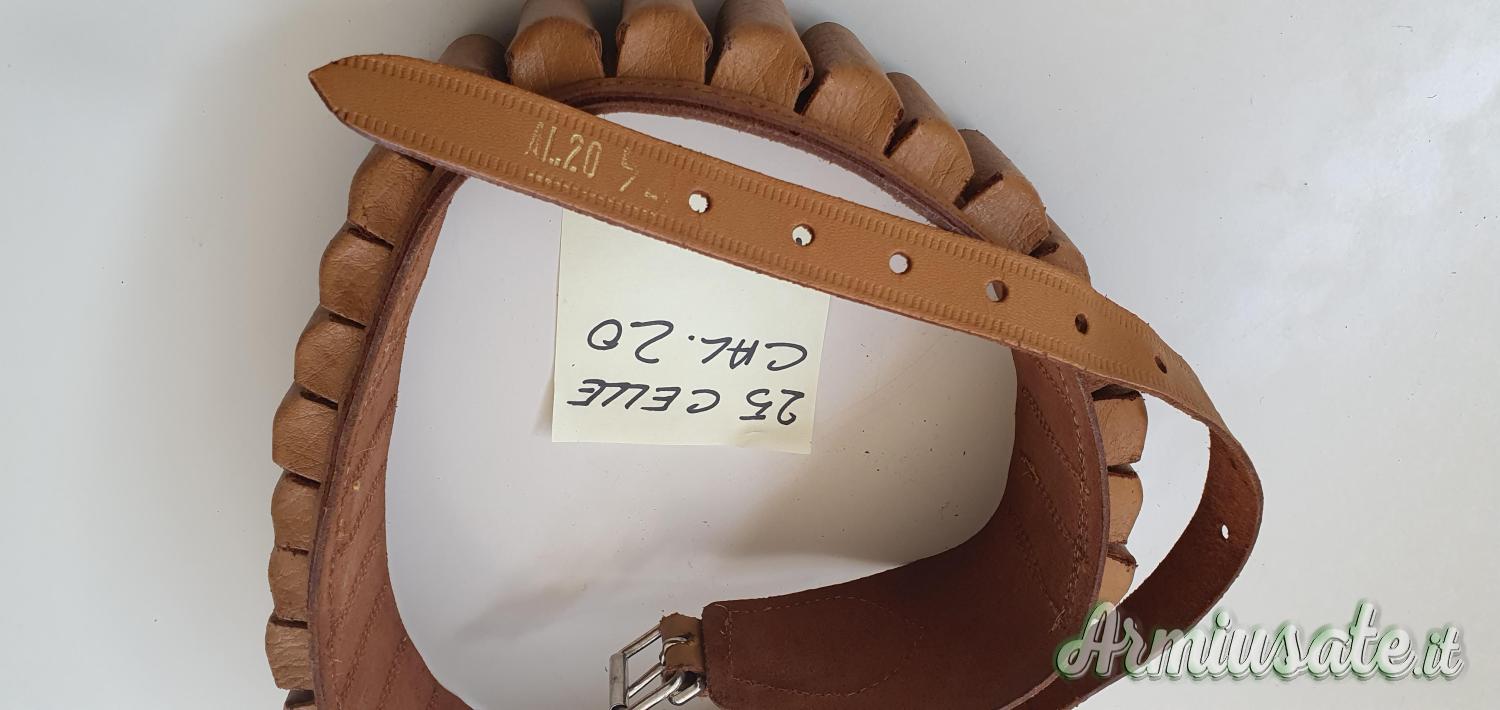 AL.20
25 CELLE
CAL. 20
Armiusate.it